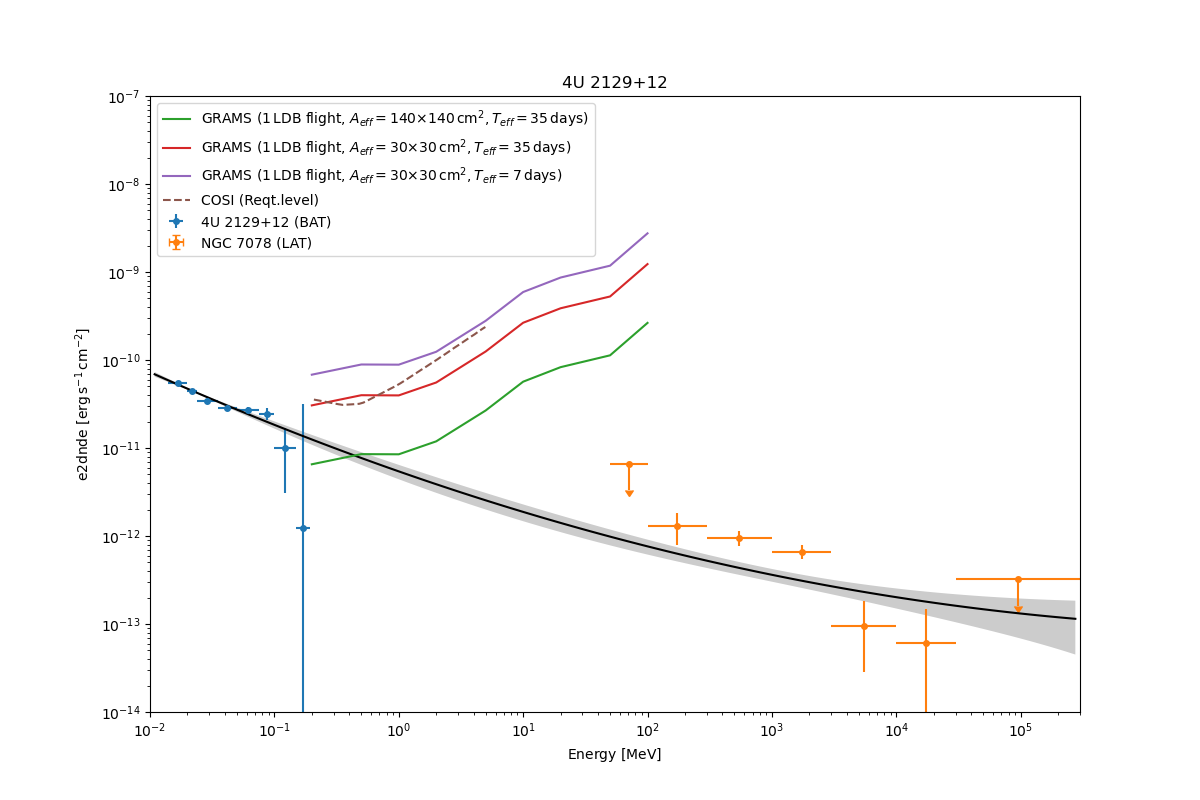 4U 2129+12
GRAMS (1 LDB flight, A_eff = 140×140 cm², T_eff = 35 days)
GRAMS (1 LDB flight, A_eff = 30×30 cm², T_eff = 35 days)
GRAMS (1 LDB flight, A_eff = 30×30 cm², T_eff = 7 days)
COSI (Reqt.level)
4U 2129+12 (BAT)
NGC 7078 (LAT)
e2dnde [erg s⁻¹ cm⁻²]
10⁻⁷
10⁻⁸
10⁻⁹
10⁻¹⁰
10⁻¹¹
10⁻¹²
10⁻¹³
10⁻¹⁴
10⁻² 10⁻¹ 10⁰ 10¹ 10² 10³ 10⁴ 10⁵
Energy [MeV]